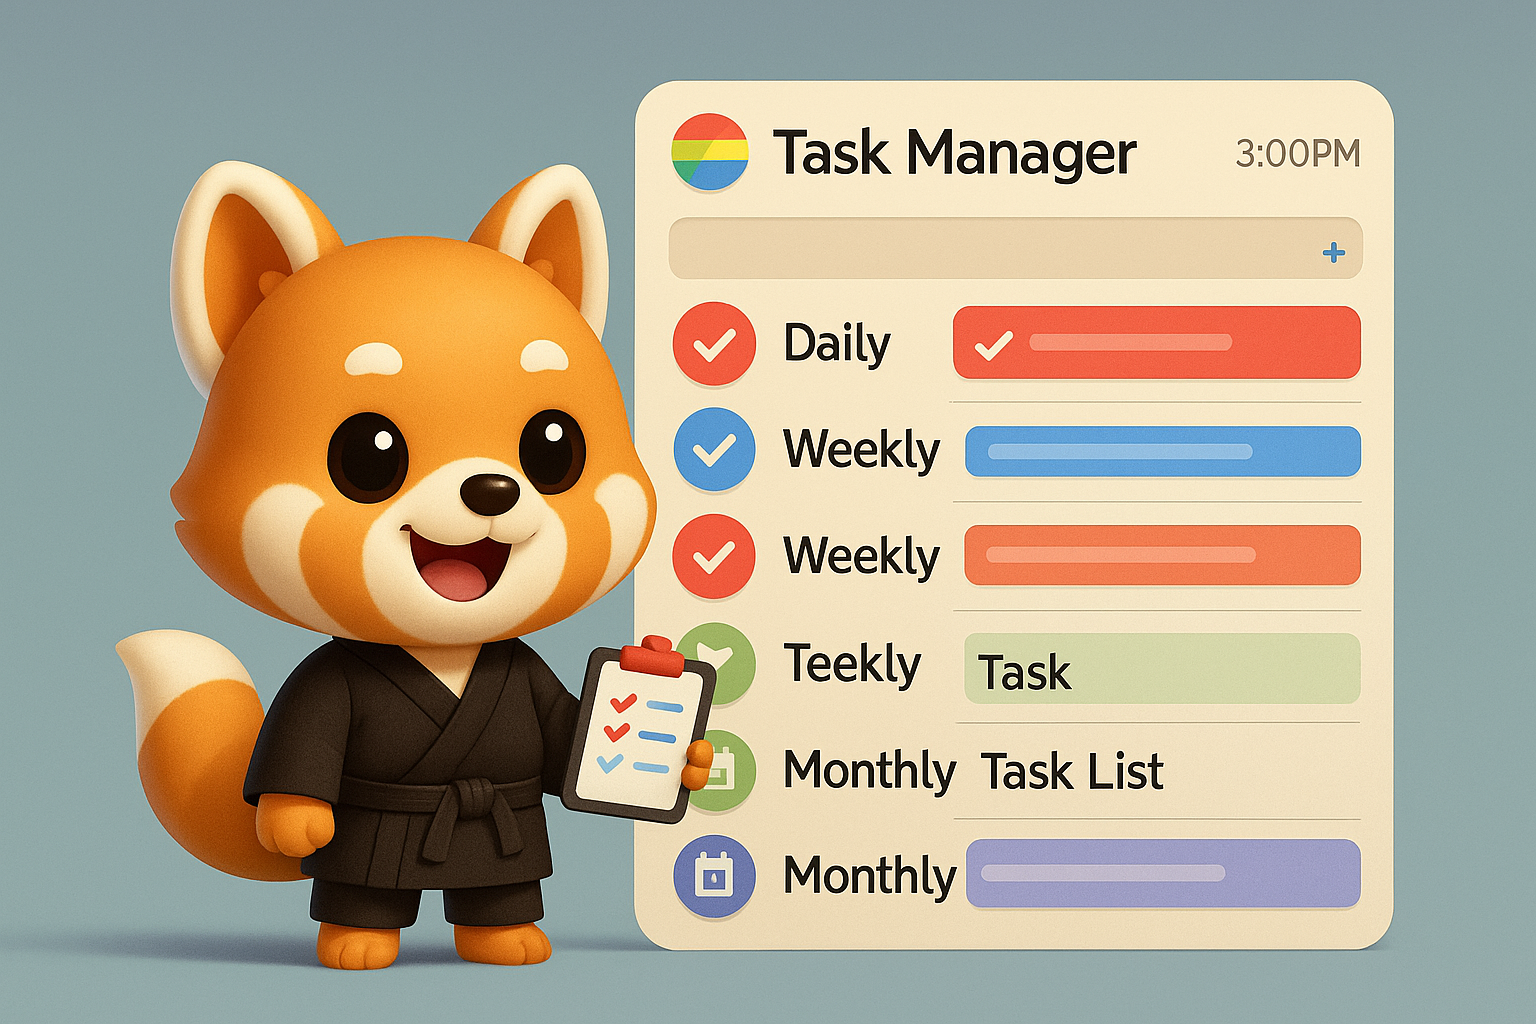 Task Manager 3:00PM
+
Daily
Weekly
Weekly
Teekly Task
Monthly Task List
Monthly